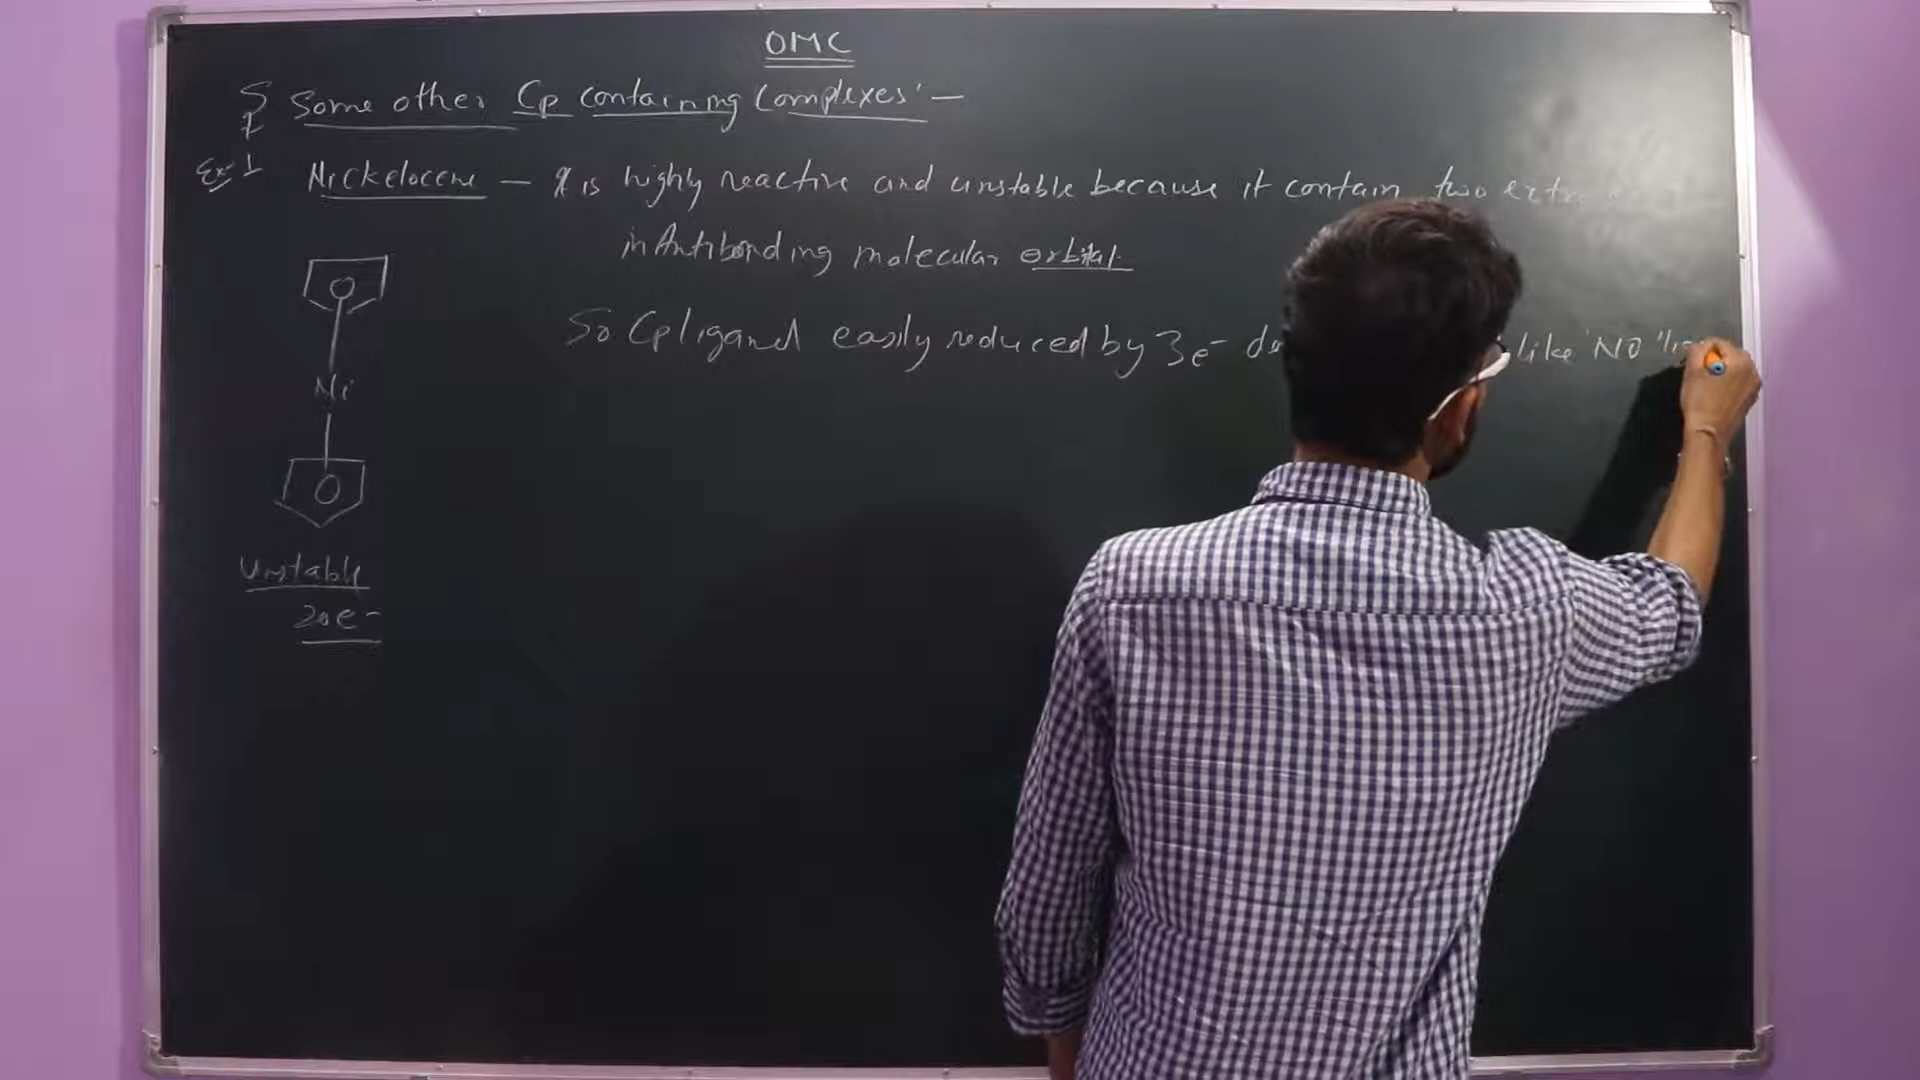 OMC
Some other Cp containing Complexes' —
Ex 1 Nickelocene — It is highly reactive and unstable because it contain two extra
in Antibonding molecular orbital.
So Cp ligand easily reduced by 3e⁻ like 'NO'
Ni
Unstable
20e⁻